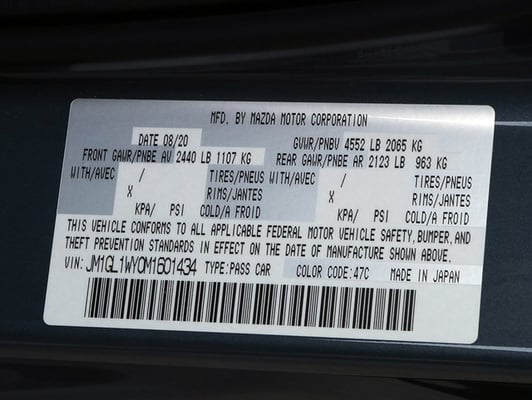 MFD. BY MAZDA MOTOR CORPORATION
DATE 08/20 GVWR/PNBV 4552 LB 2065 KG
FRONT GAWR/PNBE AV 2440 LB 1107 KG REAR GAWR/PNBE AR 2123 LB 963 KG
WITH/AVEC / TIRES/PNEUS WITH/AVEC / TIRES/PNEUS
X RIMS/JANTES X RIMS/JANTES
KPA/ PSI COLD/A FROID KPA/ PSI COLD/A FROID
THIS VEHICLE CONFORMS TO ALL APPLICABLE FEDERAL MOTOR VEHICLE SAFETY, BUMPER, AND
THEFT PREVENTION STANDARDS IN EFFECT ON THE DATE OF MANUFACTURE SHOWN ABOVE.
VIN: JM1GL1WY0M1601434 TYPE:PASS CAR COLOR CODE:47C MADE IN JAPAN